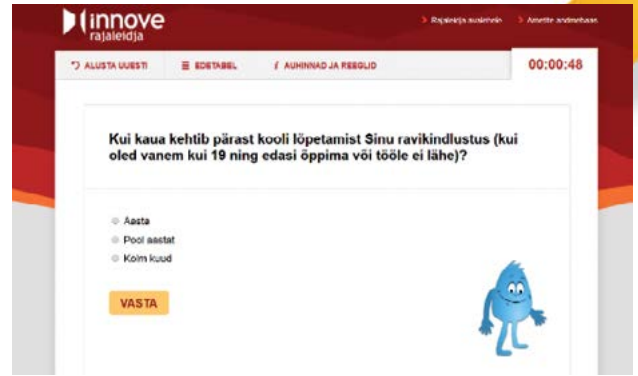 innove
rajaleidja
Rajaleidja avalehele
Ametite andmebaas
ALUSTA UUESTI
EDETABEL
AUHINNAD JA REEGLID
00:00:48
Kui kaua kehtib pärast kooli lõpetamist Sinu ravikindlustus (kui
oled vanem kui 19 ning edasi õppima või tööle ei lähe)?
Aasta
Pool aastat
Kolm kuud
VASTA